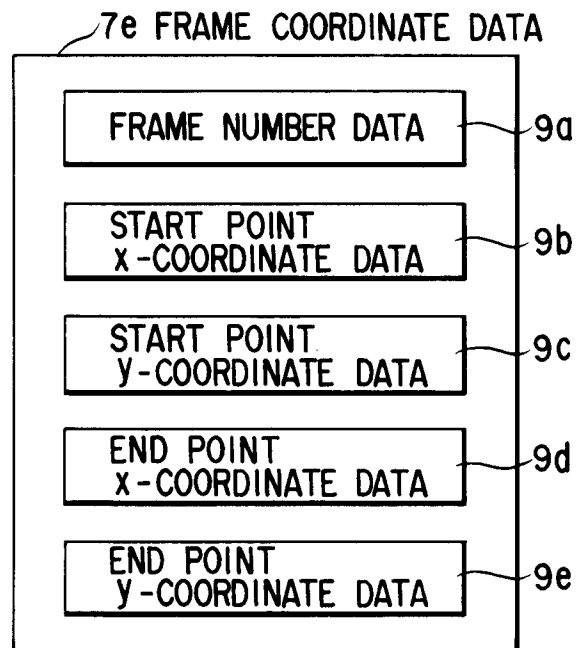 7e FRAME COORDINATE DATA
FRAME NUMBER DATA
9a
START POINT
x-COORDINATE DATA
9b
START POINT
y-COORDINATE DATA
9c
END POINT
x-COORDINATE DATA
9d
END POINT
y-COORDINATE DATA
9e